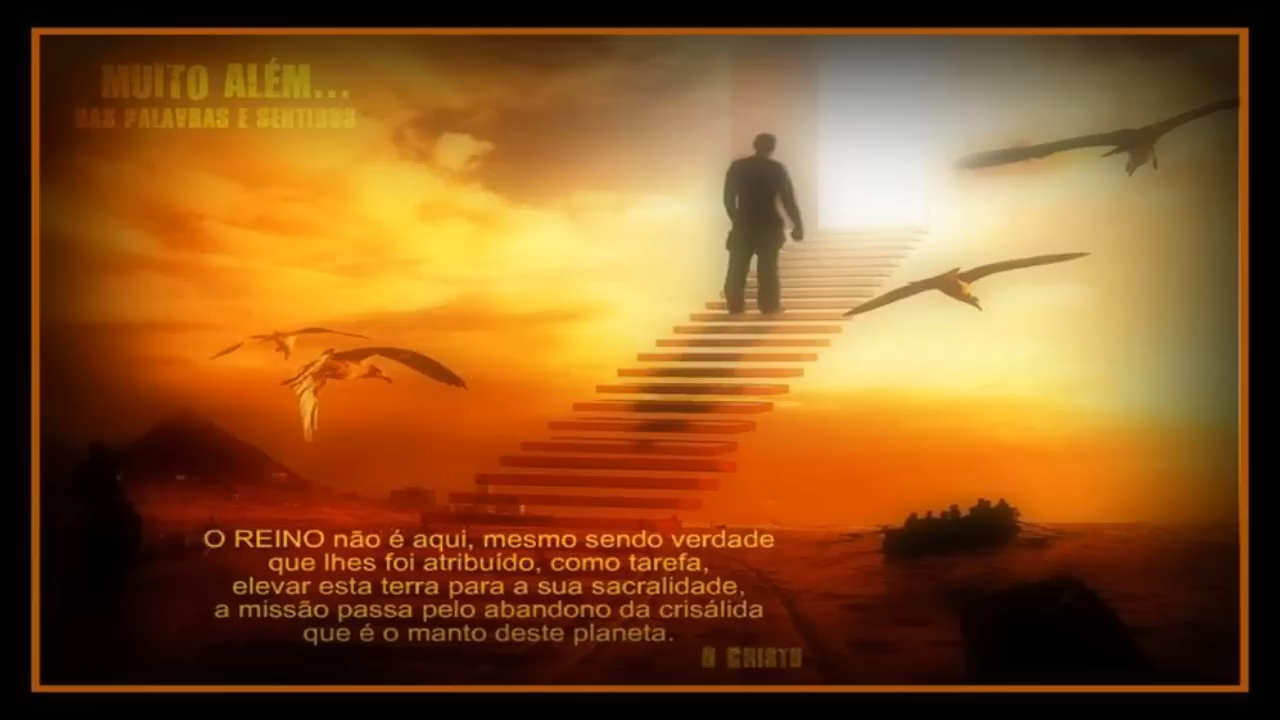 MUITO ALÉM...
DAS PALAVRAS E SENTIDOS
O REINO não é aqui, mesmo sendo verdade
que lhes foi atribuído, como tarefa,
elevar esta terra para a sua sacralidade,
a missão passa pelo abandono da crisálida
que é o manto deste planeta.
O CRISTO